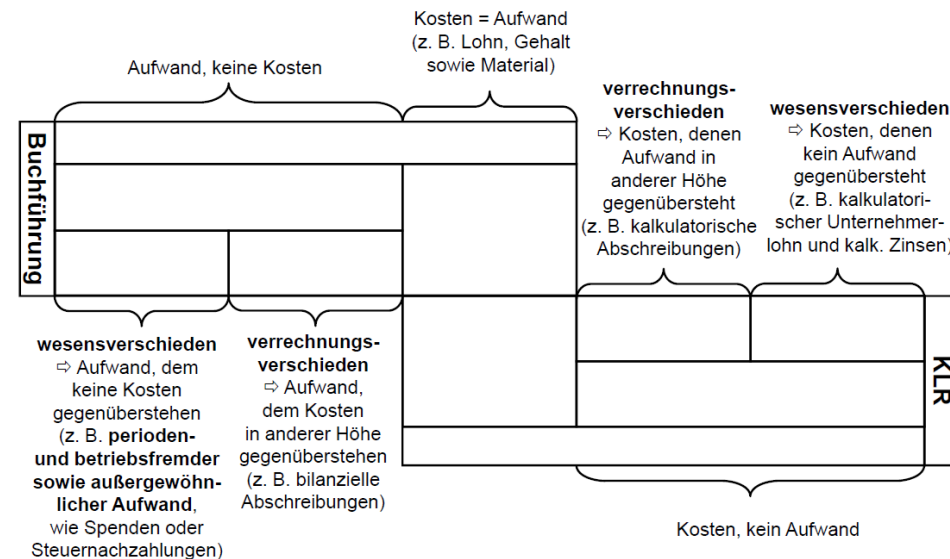 Kosten = Aufwand
(z. B. Lohn, Gehalt
sowie Material)
Aufwand, keine Kosten
verrechnungs-
verschieden
⇨ Kosten, denen
Aufwand in
anderer Höhe
gegenübersteht
(z. B. kalkulatorische
Abschreibungen)
wesensverschieden
⇨ Kosten, denen
kein Aufwand
gegenübersteht
(z. B. kalkulatori-
scher Unternehmer-
lohn und kalk. Zinsen)
Buchführung
wesensverschieden
⇨ Aufwand, dem
keine Kosten
gegenüberstehen
(z. B. perioden-
und betriebsfremder
sowie außergewöhn-
licher Aufwand,
wie Spenden oder
Steuernachzahlungen)
verrechnungs-
verschieden
⇨ Aufwand,
dem Kosten
in anderer Höhe
gegenüberstehen
(z. B. bilanzielle
Abschreibungen)
KLR
Kosten, kein Aufwand